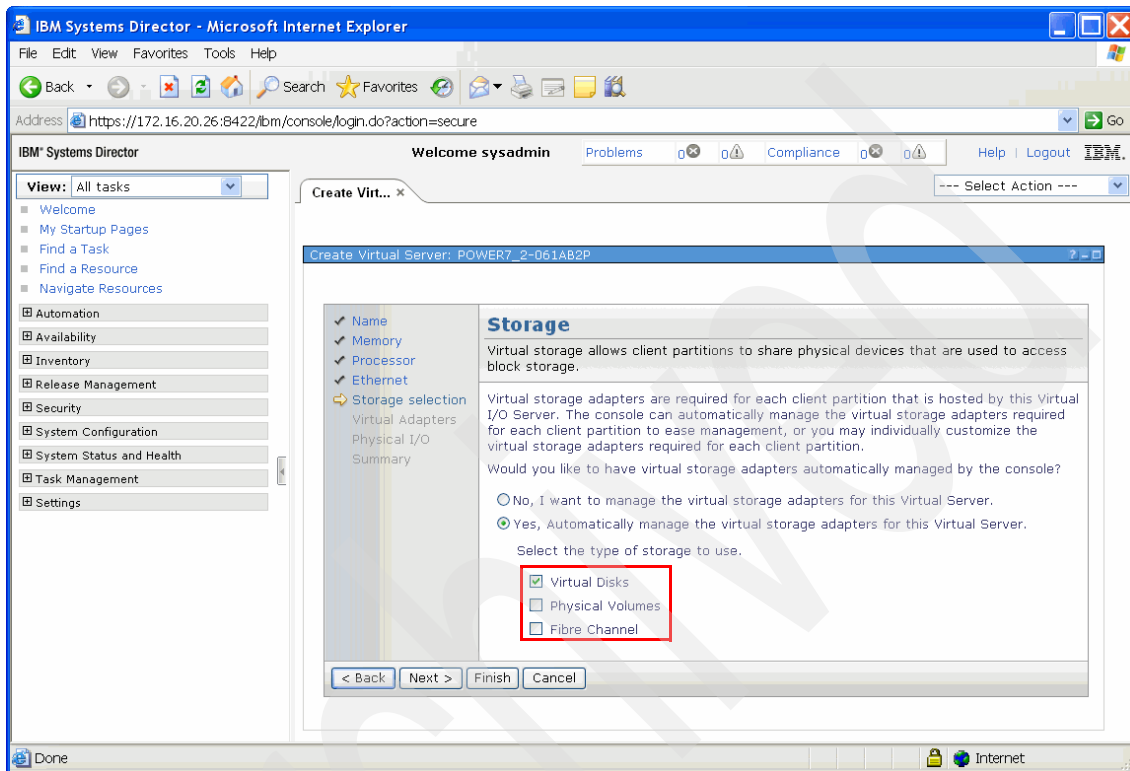 IBM Systems Director - Microsoft Internet Explorer
File Edit View Favorites Tools Help
Back Search Favorites
Address https://172.16.20.26:8422/ibm/console/login.do?action=secure Go
IBM® Systems Director Welcome sysadmin Problems 0 0 Compliance 0 0 Help | Logout IBM.
View: All tasks
Welcome
My Startup Pages
Find a Task
Find a Resource
Navigate Resources
Automation
Availability
Inventory
Release Management
Security
System Configuration
System Status and Health
Task Management
Settings
Create Virt... ×
--- Select Action ---
Create Virtual Server: POWER7_2-061AB2P
Name
Memory
Processor
Ethernet
Storage selection
Virtual Adapters
Physical I/O
Summary
Storage
Virtual storage allows client partitions to share physical devices that are used to access
block storage.
Virtual storage adapters are required for each client partition that is hosted by this Virtual
I/O Server. The console can automatically manage the virtual storage adapters required
for each client partition to ease management, or you may individually customize the
virtual storage adapters required for each client partition.
Would you like to have virtual storage adapters automatically managed by the console?
No, I want to manage the virtual storage adapters for this Virtual Server.
Yes, Automatically manage the virtual storage adapters for this Virtual Server.
Select the type of storage to use.
Virtual Disks
Physical Volumes
Fibre Channel
< Back Next > Finish Cancel
Done Internet